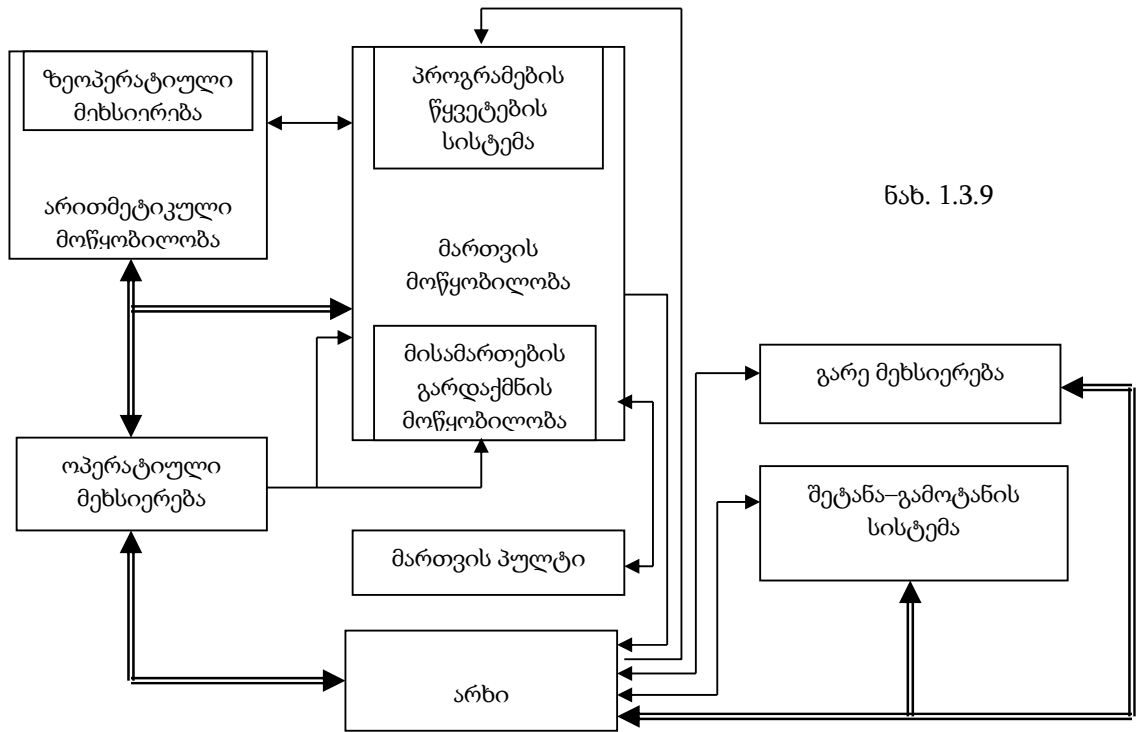 ზეოპერატიული
მეხსიერება
არითმეტიკული
მოწყობილობა
პროგრამების
წყვეტების
სისტემა
მართვის
მოწყობილობა
მისამართების
გარდაქმნის
მოწყობილობა
ნახ. 1.3.9
გარე მეხსიერება
ოპერატიული
მეხსიერება
შეტანა–გამოტანის
სისტემა
მართვის პულტი
არხი